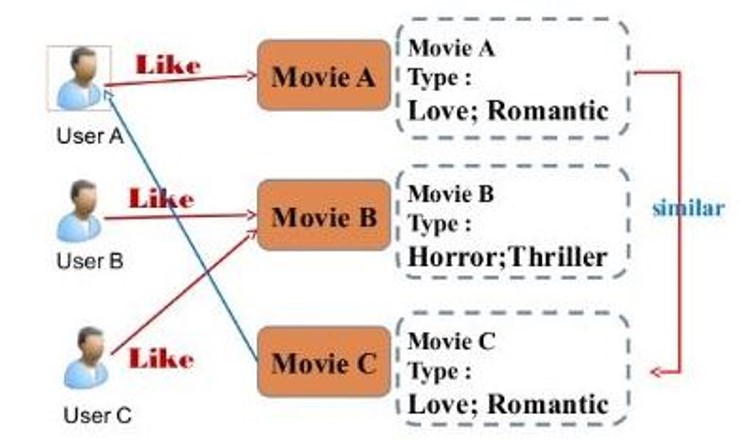 Like
Movie A
Movie A
Type :
Love; Romantic
User A
Like
Movie B
Movie B
Type :
Horror;Thriller
similar
User B
Like
Movie C
Movie C
Type :
Love; Romantic
User C